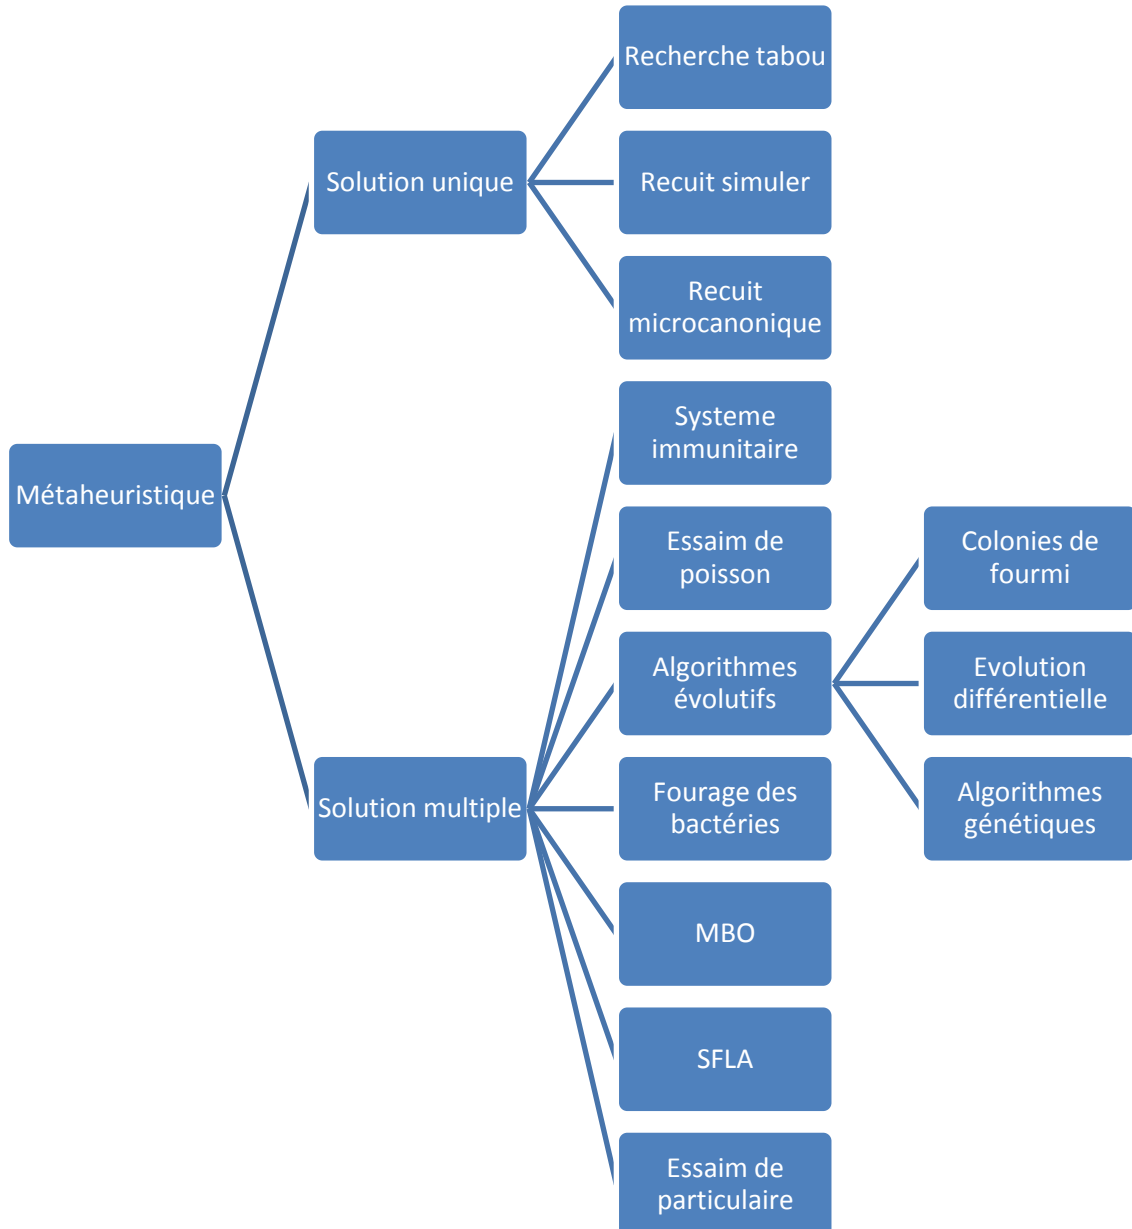 Recherche tabou
Solution unique
Recuit simuler
Recuit
microcanonique
Systeme
immunitaire
Métaheuristique
Essaim de
poisson
Colonies de
fourmi
Algorithmes
évolutifs
Evolution
différentielle
Solution multiple
Fourage des
bactéries
Algorithmes
génétiques
MBO
SFLA
Essaim de
particulaire